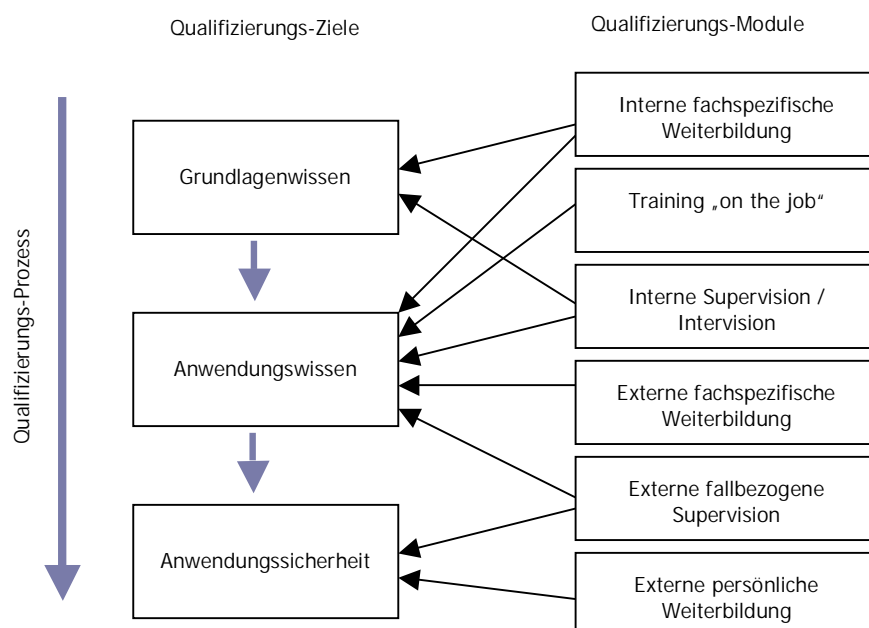 Qualifizierungs-Ziele
Qualifizierungs-Module
Qualifizierungs-Prozess
Grundlagenwissen
Anwendungswissen
Anwendungssicherheit
Interne fachspezifische
Weiterbildung
Training „on the job“
Interne Supervision /
Intervision
Externe fachspezifische
Weiterbildung
Externe fallbezogene
Supervision
Externe persönliche
Weiterbildung